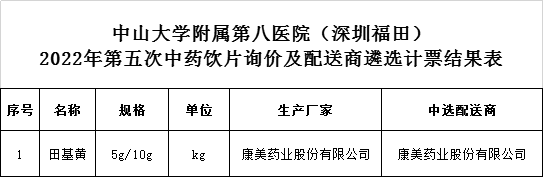 中山大学附属第八医院（深圳福田）
2022年第五次中药饮片询价及配送商遴选计票结果表
序号 名称 规格 单位 生产厂家 中选配送商
1 田基黄 5g/10g kg 康美药业股份有限公司 康美药业股份有限公司